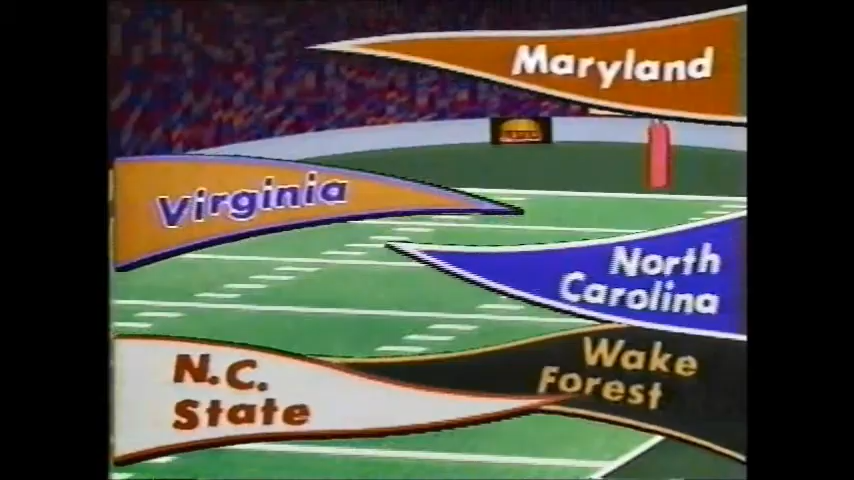 Maryland
Virginia
North
Carolina
Wake
Forest
N.C.
State